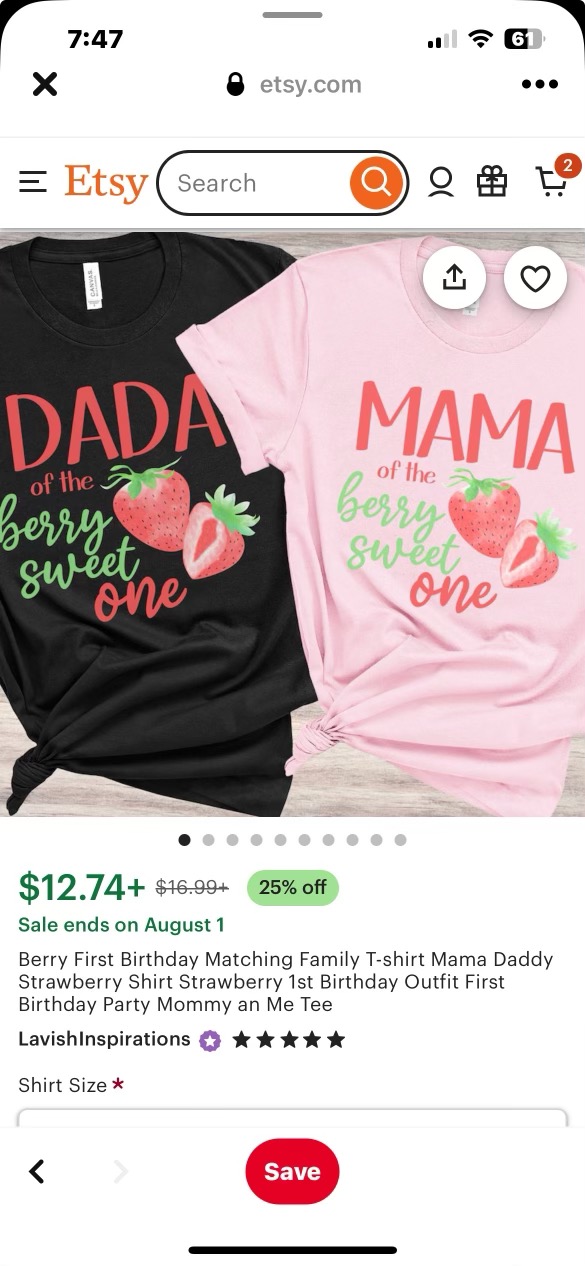 7:47
61
etsy.com
Etsy
Search
2
CANVAS
DADA
of the
berry
sweet
one
MAMA
of the
berry
sweet
one
$12.74+ $16.99+ 25% off
Sale ends on August 1
Berry First Birthday Matching Family T-shirt Mama Daddy
Strawberry Shirt Strawberry 1st Birthday Outfit First
Birthday Party Mommy an Me Tee
LavishInspirations
Shirt Size *
Save